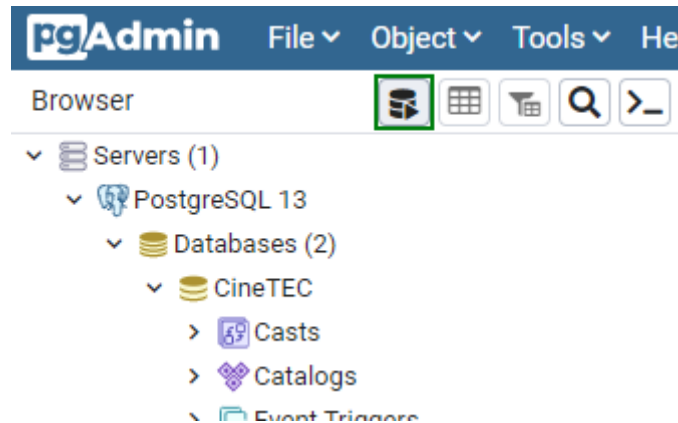 pgAdmin File Object Tools He
Browser
Servers (1)
PostgreSQL 13
Databases (2)
CineTEC
Casts
Catalogs
Event Triggers